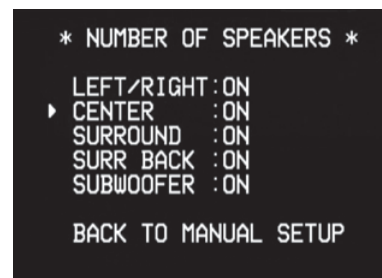 * NUMBER OF SPEAKERS *
LEFT/RIGHT:ON
CENTER :ON
SURROUND :ON
SURR BACK :ON
SUBWOOFER :ON
BACK TO MANUAL SETUP